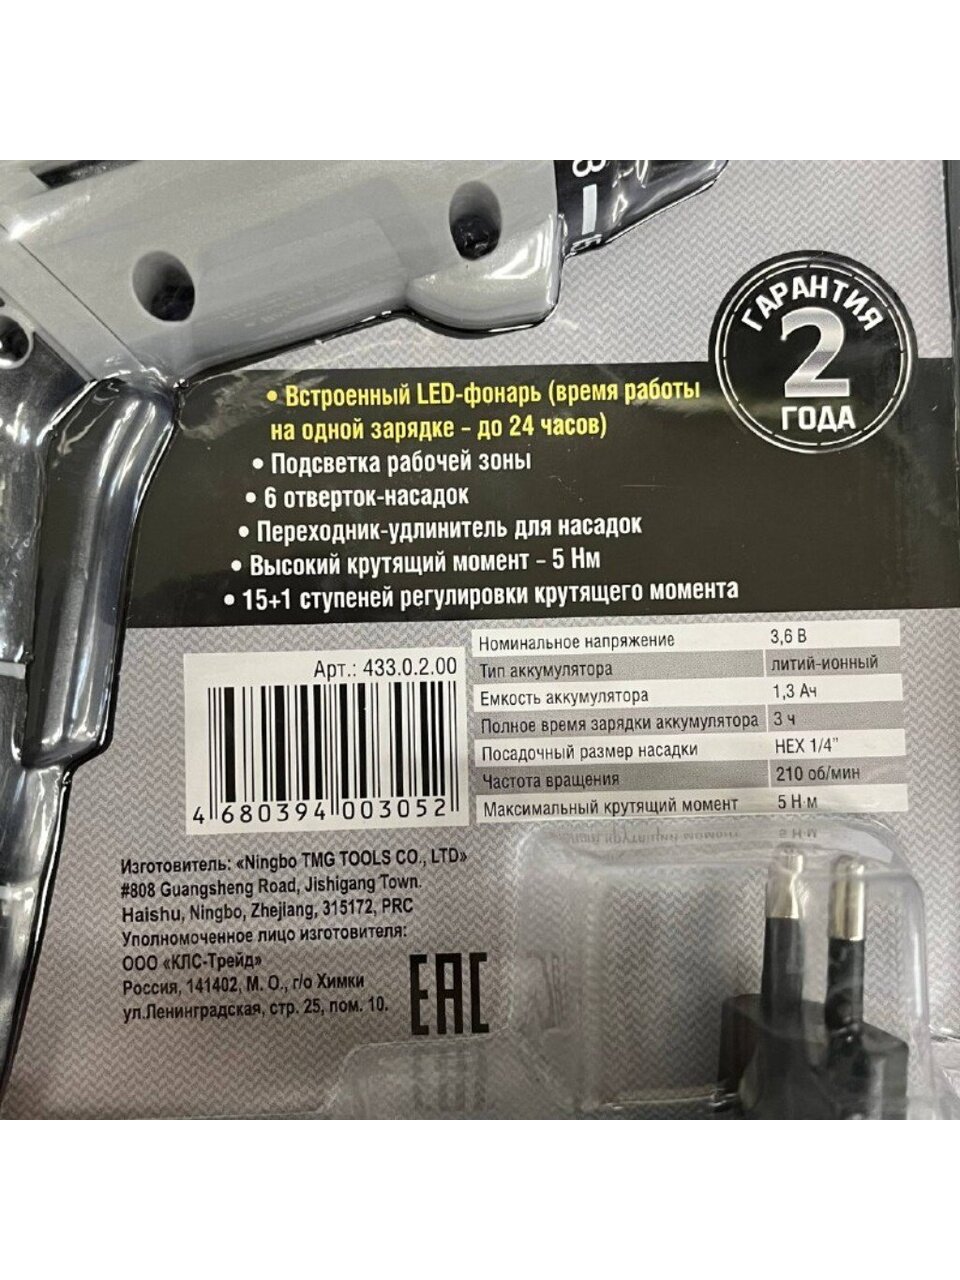 ГАРАНТИЯ
2
ГОДА
• Встроенный LED-фонарь (время работы
на одной зарядке – до 24 часов)
• Подсветка рабочей зоны
• 6 отверток-насадок
• Переходник-удлинитель для насадок
• Высокий крутящий момент – 5 Нм
• 15+1 ступеней регулировки крутящего момента
Номинальное напряжение 3,6 В
Тип аккумулятора литий-ионный
Емкость аккумулятора 1,3 Ач
Полное время зарядки аккумулятора 3 ч
Посадочный размер насадки HEX 1/4"
Частота вращения 210 об/мин
Максимальный крутящий момент 5 Н·м
Арт.: 433.0.2.00
4 680394 003052
Изготовитель: «Ningbo TMG TOOLS CO., LTD»
#808 Guangsheng Road, Jishigang Town.
Haishu, Ningbo, Zhejiang, 315172, PRC
Уполномоченное лицо изготовителя:
ООО «КЛС-Трейд»
Россия, 141402, М. О., г/о Химки
ул.Ленинградская, стр. 25, пом. 10.
EAC